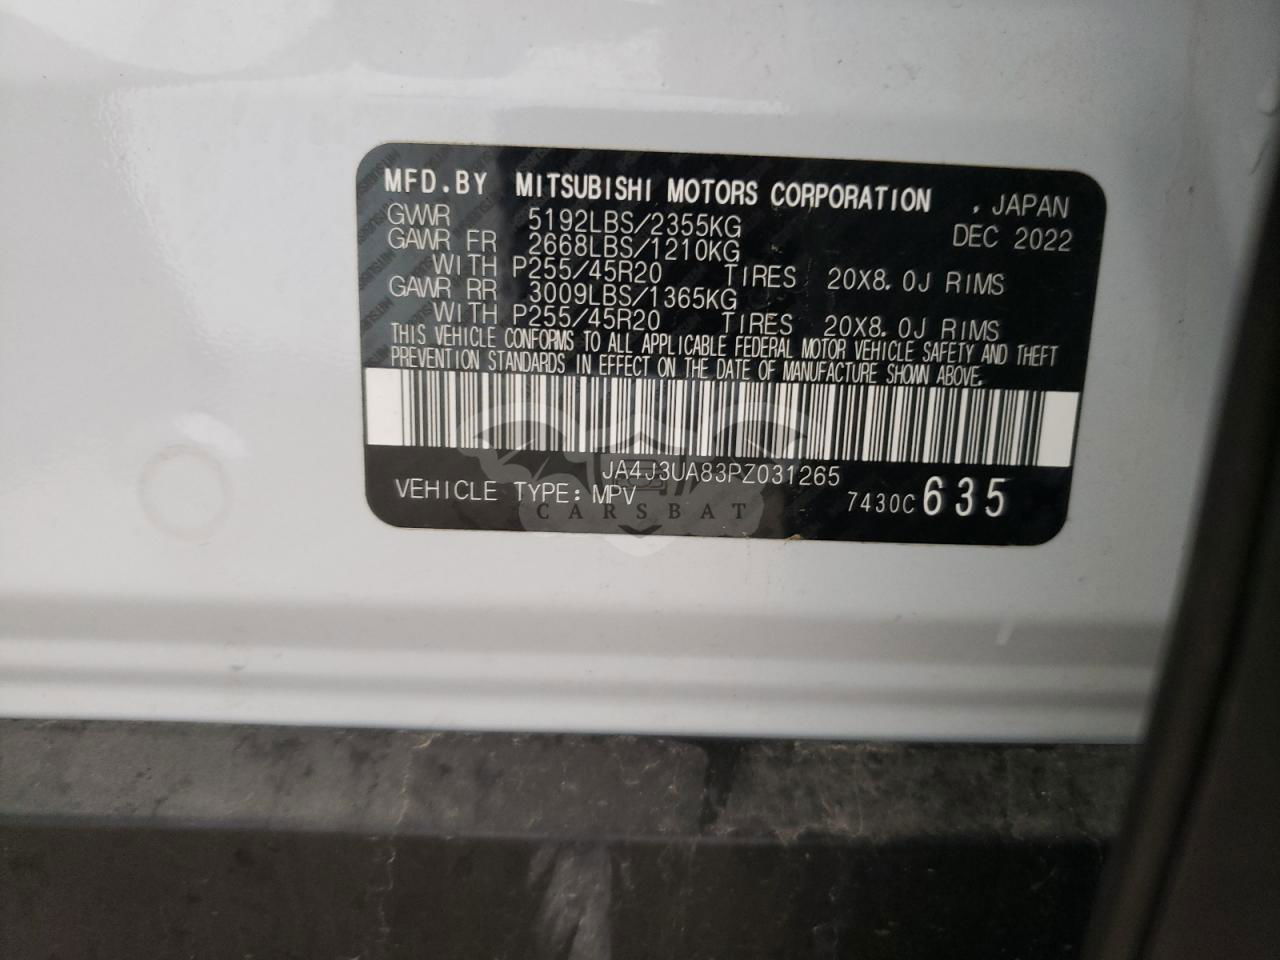 MFD.BY MITSUBISHI MOTORS CORPORATION , JAPAN
GVWR 5192LBS/2355KG DEC 2022
GAWR FR 2668LBS/1210KG
WITH P255/45R20 TIRES 20X8.0J RIMS
GAWR RR 3009LBS/1365KG
WITH P255/45R20 TIRES 20X8.0J RIMS
THIS VEHICLE CONFORMS TO ALL APPLICABLE FEDERAL MOTOR VEHICLE SAFETY AND THEFT
PREVENTION STANDARDS IN EFFECT ON THE DATE OF MANUFACTURE SHOWN ABOVE.
JA4J3UA83PZ031265
VEHICLE TYPE: MPV 7430C 635
CARSBAT